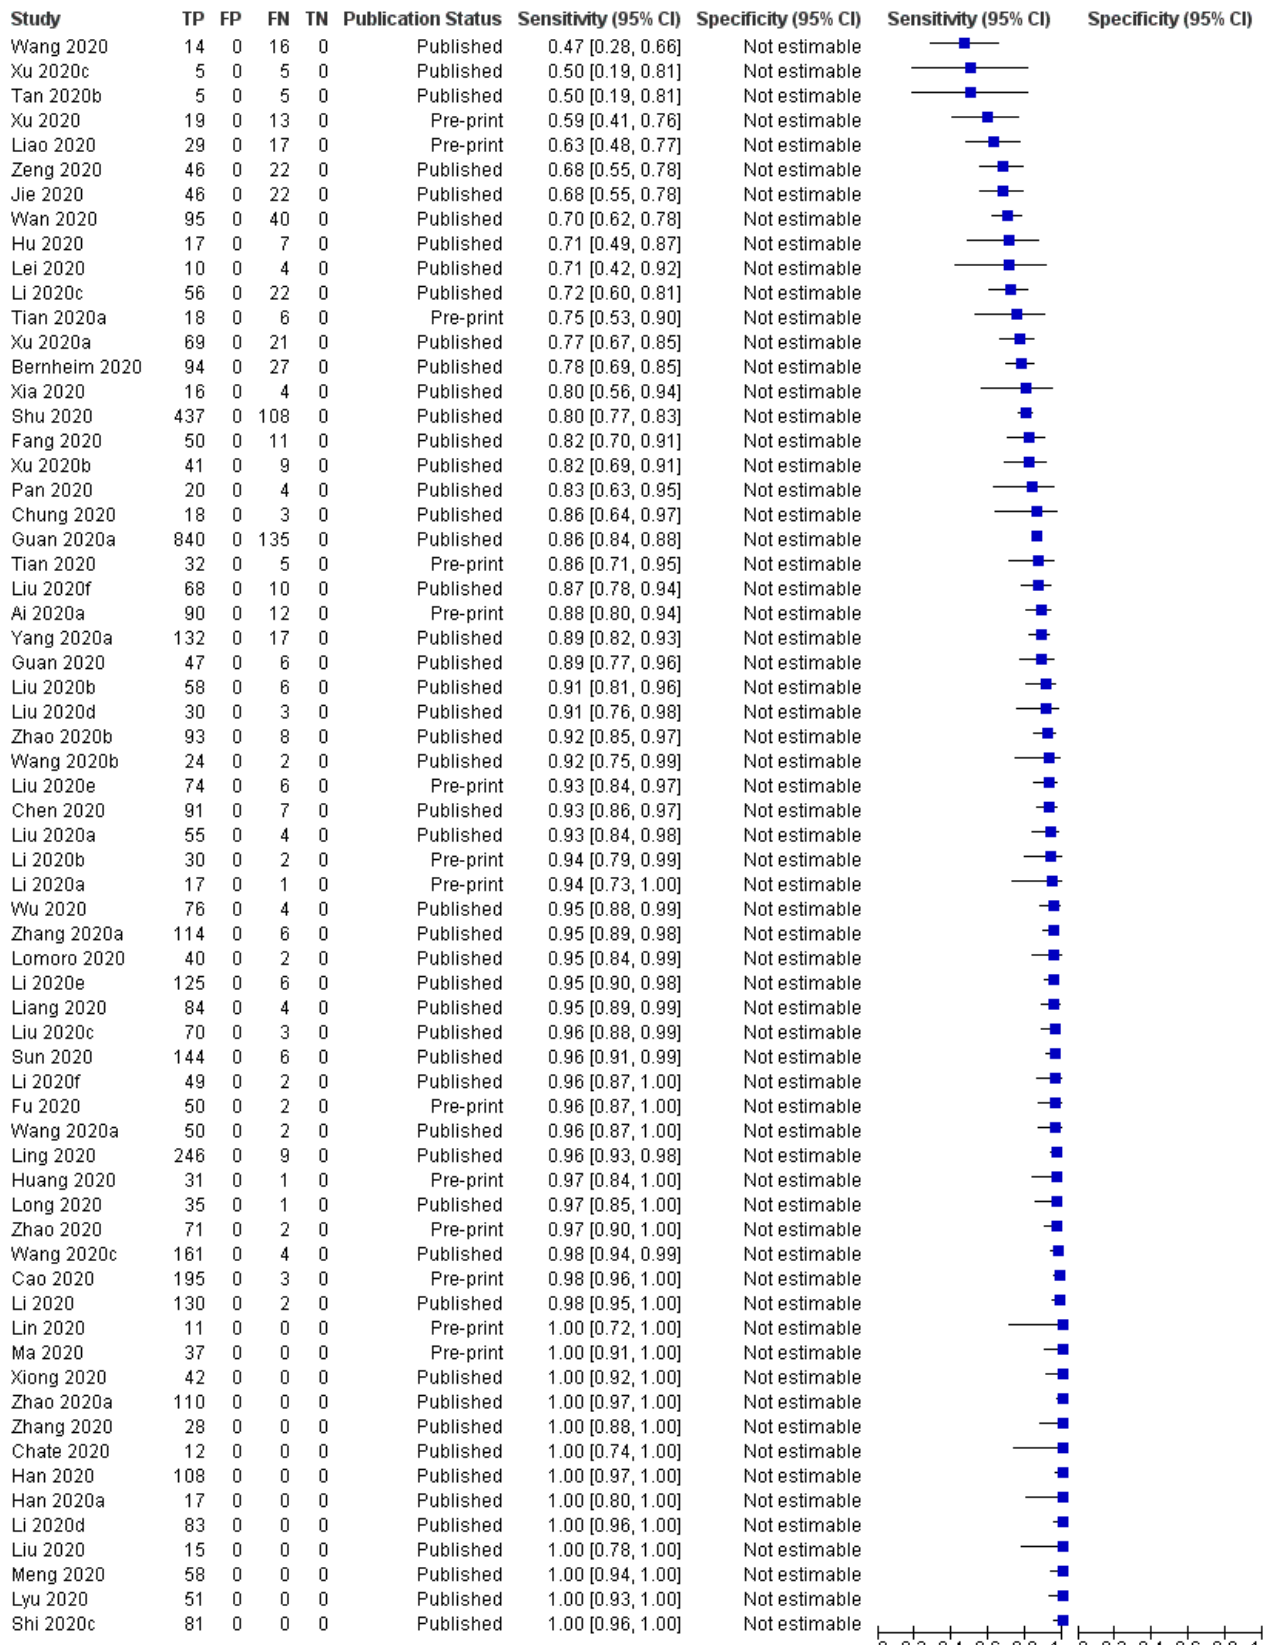 Study TP FP FN TN Publication Status Sensitivity (95% CI) Specificity (95% CI) Sensitivity (95% CI) Specificity (95% CI)
Wang 2020 14 0 16 0 Published 0.47 [0.28, 0.66] Not estimable
Xu 2020c 5 0 5 0 Published 0.50 [0.19, 0.81] Not estimable
Tan 2020b 5 0 5 0 Published 0.50 [0.19, 0.81] Not estimable
Xu 2020 19 0 13 0 Pre-print 0.59 [0.41, 0.76] Not estimable
Liao 2020 29 0 17 0 Pre-print 0.63 [0.48, 0.77] Not estimable
Zeng 2020 46 0 22 0 Published 0.68 [0.55, 0.78] Not estimable
Jie 2020 46 0 22 0 Published 0.68 [0.55, 0.78] Not estimable
Wan 2020 95 0 40 0 Published 0.70 [0.62, 0.78] Not estimable
Hu 2020 17 0 7 0 Published 0.71 [0.49, 0.87] Not estimable
Lei 2020 10 0 4 0 Published 0.71 [0.42, 0.92] Not estimable
Li 2020c 56 0 22 0 Published 0.72 [0.60, 0.81] Not estimable
Tian 2020a 18 0 6 0 Pre-print 0.75 [0.53, 0.90] Not estimable
Xu 2020a 69 0 21 0 Published 0.77 [0.67, 0.85] Not estimable
Bernheim 2020 94 0 27 0 Published 0.78 [0.69, 0.85] Not estimable
Xia 2020 16 0 4 0 Published 0.80 [0.56, 0.94] Not estimable
Shu 2020 437 0 108 0 Published 0.80 [0.77, 0.83] Not estimable
Fang 2020 50 0 11 0 Published 0.82 [0.70, 0.91] Not estimable
Xu 2020b 41 0 9 0 Published 0.82 [0.69, 0.91] Not estimable
Pan 2020 20 0 4 0 Published 0.83 [0.63, 0.95] Not estimable
Chung 2020 18 0 3 0 Published 0.86 [0.64, 0.97] Not estimable
Guan 2020a 840 0 135 0 Published 0.86 [0.84, 0.88] Not estimable
Tian 2020 32 0 5 0 Pre-print 0.86 [0.71, 0.95] Not estimable
Liu 2020f 68 0 10 0 Published 0.87 [0.78, 0.94] Not estimable
Ai 2020a 90 0 12 0 Pre-print 0.88 [0.80, 0.94] Not estimable
Yang 2020a 132 0 17 0 Published 0.89 [0.82, 0.93] Not estimable
Guan 2020 47 0 6 0 Published 0.89 [0.77, 0.96] Not estimable
Liu 2020b 58 0 6 0 Published 0.91 [0.81, 0.96] Not estimable
Liu 2020d 30 0 3 0 Published 0.91 [0.76, 0.98] Not estimable
Zhao 2020b 93 0 8 0 Published 0.92 [0.85, 0.97] Not estimable
Wang 2020b 24 0 2 0 Published 0.92 [0.75, 0.99] Not estimable
Liu 2020e 74 0 6 0 Pre-print 0.93 [0.84, 0.97] Not estimable
Chen 2020 91 0 7 0 Published 0.93 [0.86, 0.97] Not estimable
Liu 2020a 55 0 4 0 Published 0.93 [0.84, 0.98] Not estimable
Li 2020b 30 0 2 0 Pre-print 0.94 [0.79, 0.99] Not estimable
Li 2020a 17 0 1 0 Pre-print 0.94 [0.73, 1.00] Not estimable
Wu 2020 76 0 4 0 Published 0.95 [0.88, 0.99] Not estimable
Zhang 2020a 114 0 6 0 Published 0.95 [0.89, 0.98] Not estimable
Lomoro 2020 40 0 2 0 Published 0.95 [0.84, 0.99] Not estimable
Li 2020e 125 0 6 0 Published 0.95 [0.90, 0.98] Not estimable
Liang 2020 84 0 4 0 Published 0.95 [0.89, 0.99] Not estimable
Liu 2020c 70 0 3 0 Published 0.96 [0.88, 0.99] Not estimable
Sun 2020 144 0 6 0 Published 0.96 [0.91, 0.99] Not estimable
Li 2020f 49 0 2 0 Published 0.96 [0.87, 1.00] Not estimable
Fu 2020 50 0 2 0 Pre-print 0.96 [0.87, 1.00] Not estimable
Wang 2020a 50 0 2 0 Published 0.96 [0.87, 1.00] Not estimable
Ling 2020 246 0 9 0 Published 0.96 [0.93, 0.98] Not estimable
Huang 2020 31 0 1 0 Pre-print 0.97 [0.84, 1.00] Not estimable
Long 2020 35 0 1 0 Published 0.97 [0.85, 1.00] Not estimable
Zhao 2020 71 0 2 0 Pre-print 0.97 [0.90, 1.00] Not estimable
Wang 2020c 161 0 4 0 Published 0.98 [0.94, 0.99] Not estimable
Cao 2020 195 0 3 0 Pre-print 0.98 [0.96, 1.00] Not estimable
Li 2020 130 0 2 0 Published 0.98 [0.95, 1.00] Not estimable
Lin 2020 11 0 0 0 Pre-print 1.00 [0.72, 1.00] Not estimable
Ma 2020 37 0 0 0 Pre-print 1.00 [0.91, 1.00] Not estimable
Xiong 2020 42 0 0 0 Published 1.00 [0.92, 1.00] Not estimable
Zhao 2020a 110 0 0 0 Published 1.00 [0.97, 1.00] Not estimable
Zhang 2020 28 0 0 0 Published 1.00 [0.88, 1.00] Not estimable
Chate 2020 12 0 0 0 Published 1.00 [0.74, 1.00] Not estimable
Han 2020 108 0 0 0 Published 1.00 [0.97, 1.00] Not estimable
Han 2020a 17 0 0 0 Published 1.00 [0.80, 1.00] Not estimable
Li 2020d 83 0 0 0 Published 1.00 [0.96, 1.00] Not estimable
Liu 2020 15 0 0 0 Published 1.00 [0.78, 1.00] Not estimable
Meng 2020 58 0 0 0 Published 1.00 [0.94, 1.00] Not estimable
Lyu 2020 51 0 0 0 Published 1.00 [0.93, 1.00] Not estimable
Shi 2020c 81 0 0 0 Published 1.00 [0.96, 1.00] Not estimable